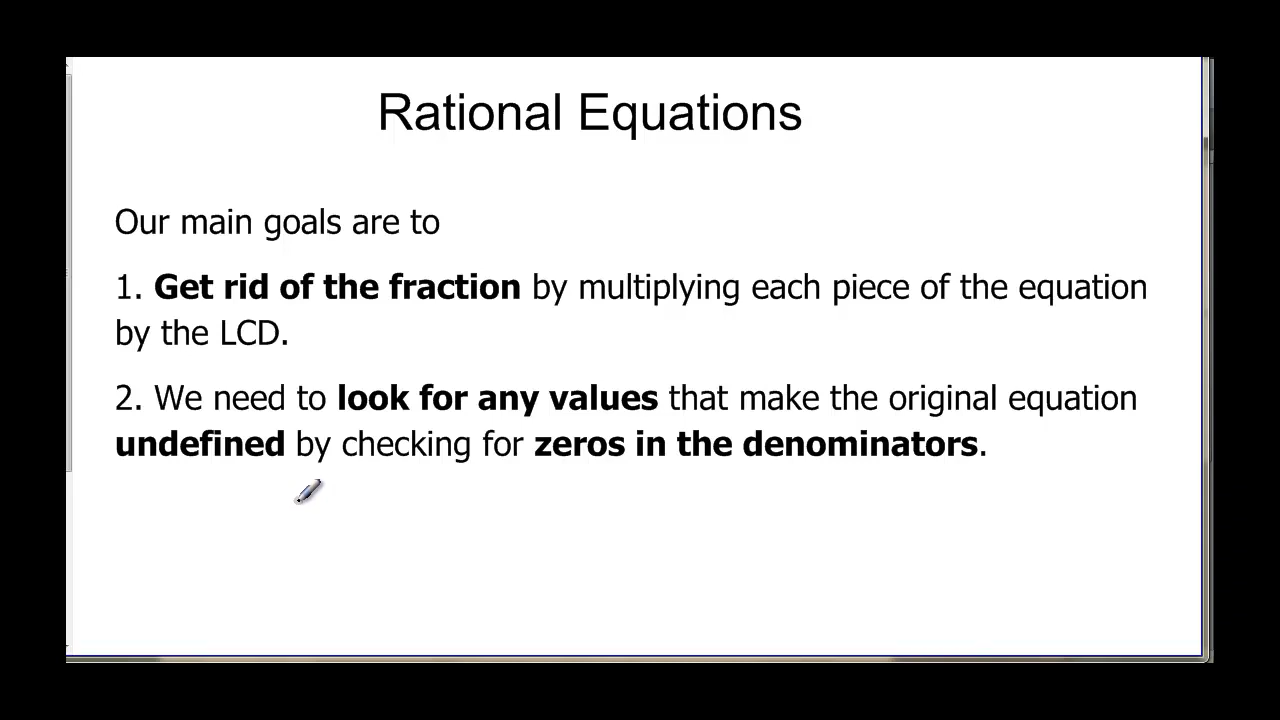 Rational Equations
Our main goals are to
1. Get rid of the fraction by multiplying each piece of the equation
by the LCD.
2. We need to look for any values that make the original equation
undefined by checking for zeros in the denominators.